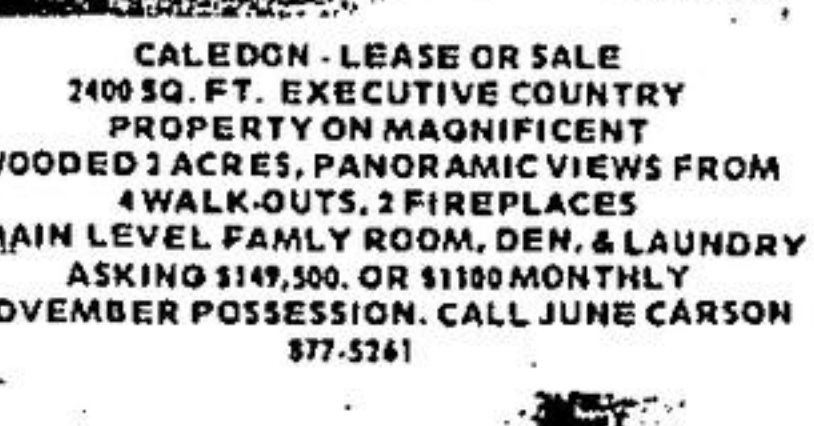 CALEDON - LEASE OR SALE
2400 SQ. FT. EXECUTIVE COUNTRY
PROPERTY ON MAGNIFICENT
WOODED ACRES, PANORAMIC VIEWS FROM
4 WALK-OUTS, 2 FIREPLACES
MAIN LEVEL FAMLY ROOM, DEN, & LAUNDRY
ASKING $149,500. OR $1100 MONTHLY
NOVEMBER POSSESSION. CALL JUNE CARSON
877-5261